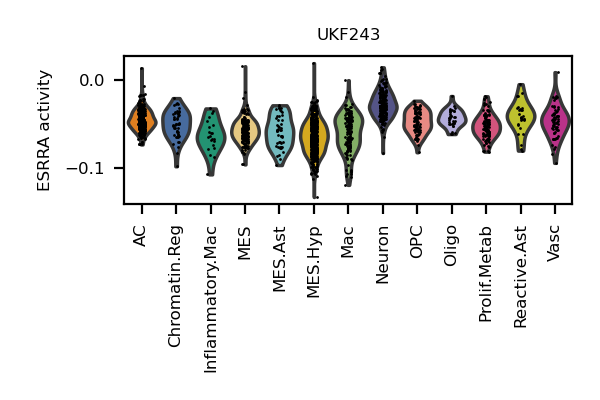 UKF243
ESRRA activity
0.0
−0.1
AC
Chromatin.Reg
Inflammatory.Mac
MES
MES.Ast
MES.Hyp
Mac
Neuron
OPC
Oligo
Prolif.Metab
Reactive.Ast
Vasc